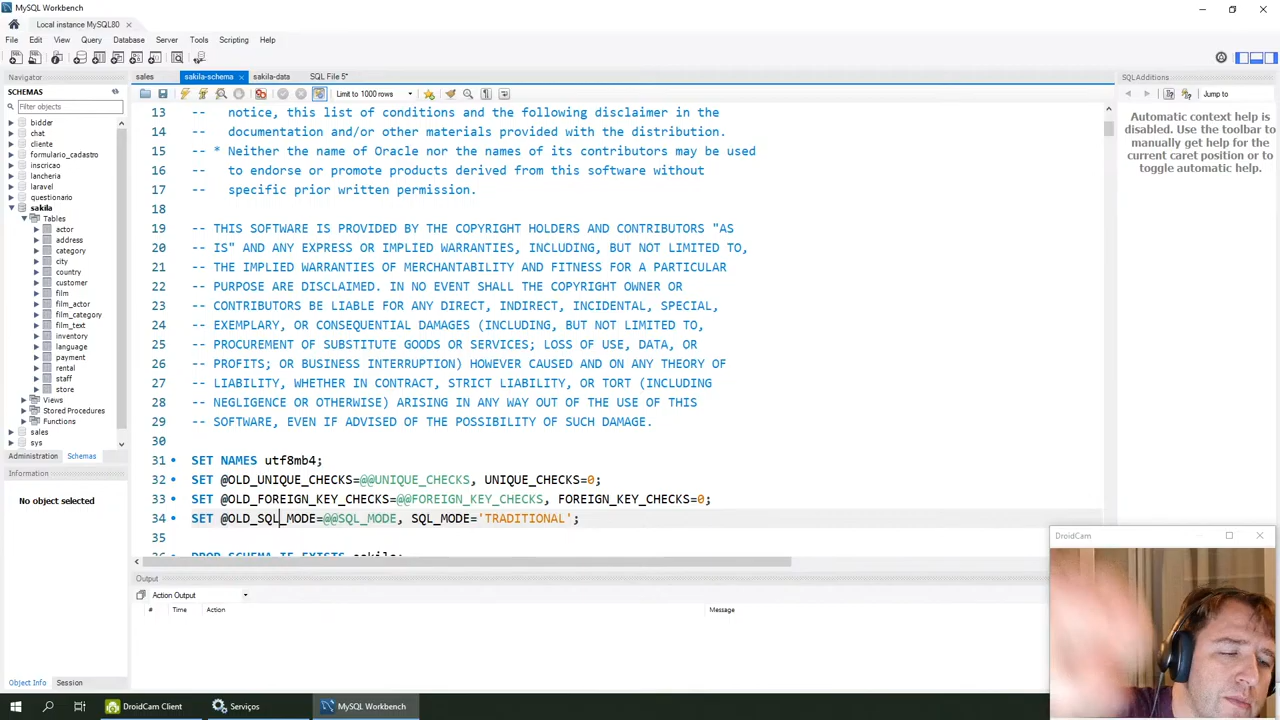 MySQL Workbench
Local instance MySQL80
File Edit View Query Database Server Tools Scripting Help
Navigator
SCHEMAS
Filter objects
bidder
chat
cliente
formulario_cadastro
inscricao
lancheria
laravel
questionario
sakila
Tables
actor
address
category
city
country
customer
film
film_actor
film_category
film_text
inventory
language
payment
rental
staff
store
Views
Stored Procedures
Functions
sales
sys
Administration Schemas
Information
No object selected
Object Info Session
sales sakila-schema sakila-data SQL File 5*
Limit to 1000 rows
13 -- notice, this list of conditions and the following disclaimer in the
14 -- documentation and/or other materials provided with the distribution.
15 -- * Neither the name of Oracle nor the names of its contributors may be used
16 -- to endorse or promote products derived from this software without
17 -- specific prior written permission.
18
19 -- THIS SOFTWARE IS PROVIDED BY THE COPYRIGHT HOLDERS AND CONTRIBUTORS "AS
20 -- IS" AND ANY EXPRESS OR IMPLIED WARRANTIES, INCLUDING, BUT NOT LIMITED TO,
21 -- THE IMPLIED WARRANTIES OF MERCHANTABILITY AND FITNESS FOR A PARTICULAR
22 -- PURPOSE ARE DISCLAIMED. IN NO EVENT SHALL THE COPYRIGHT OWNER OR
23 -- CONTRIBUTORS BE LIABLE FOR ANY DIRECT, INDIRECT, INCIDENTAL, SPECIAL,
24 -- EXEMPLARY, OR CONSEQUENTIAL DAMAGES (INCLUDING, BUT NOT LIMITED TO,
25 -- PROCUREMENT OF SUBSTITUTE GOODS OR SERVICES; LOSS OF USE, DATA, OR
26 -- PROFITS; OR BUSINESS INTERRUPTION) HOWEVER CAUSED AND ON ANY THEORY OF
27 -- LIABILITY, WHETHER IN CONTRACT, STRICT LIABILITY, OR TORT (INCLUDING
28 -- NEGLIGENCE OR OTHERWISE) ARISING IN ANY WAY OUT OF THE USE OF THIS
29 -- SOFTWARE, EVEN IF ADVISED OF THE POSSIBILITY OF SUCH DAMAGE.
30
31 SET NAMES utf8mb4;
32 SET @OLD_UNIQUE_CHECKS=@@UNIQUE_CHECKS, UNIQUE_CHECKS=0;
33 SET @OLD_FOREIGN_KEY_CHECKS=@@FOREIGN_KEY_CHECKS, FOREIGN_KEY_CHECKS=0;
34 SET @OLD_SQL_MODE=@@SQL_MODE, SQL_MODE='TRADITIONAL';
35
36 DROP SCHEMA IF EXISTS sakila;
Output
Action Output
# Time Action Message
SQL Additions
Jump to
Automatic context help is
disabled. Use the toolbar to
manually get help for the
current caret position or to
toggle automatic help.
DroidCam
DroidCam Client Serviços MySQL Workbench